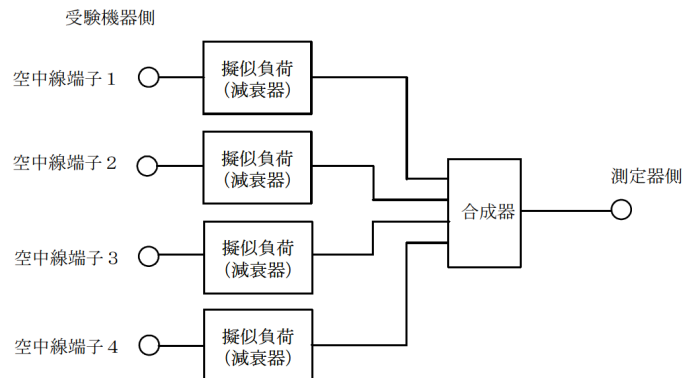 受験機器側
空中線端子1
擬似負荷
(減衰器)
空中線端子2
擬似負荷
(減衰器)
合成器
測定器側
空中線端子3
擬似負荷
(減衰器)
空中線端子4
擬似負荷
(減衰器)